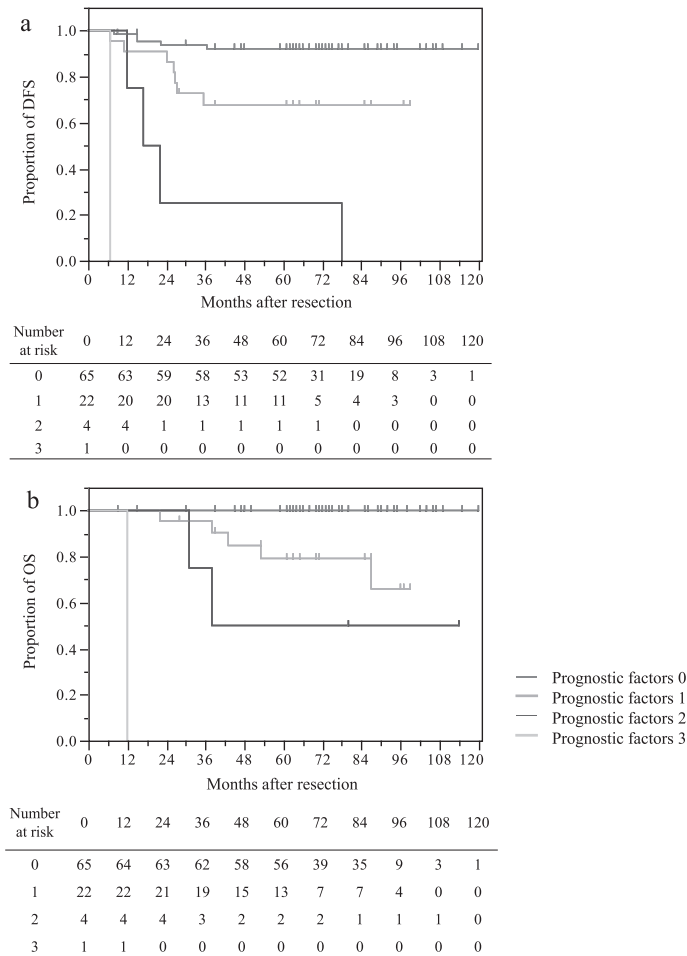 a
Proportion of DFS
1.0
0.8
0.6
0.4
0.2
0.0
0 12 24 36 48 60 72 84 96 108 120
Months after resection
Number at risk 0 12 24 36 48 60 72 84 96 108 120
0 65 63 59 58 53 52 31 19 8 3 1
1 22 20 20 13 11 11 5 4 3 0 0
2 4 4 1 1 1 1 1 0 0 0 0
3 1 0 0 0 0 0 0 0 0 0 0
b
Proportion of OS
1.0
0.8
0.6
0.4
0.2
0.0
0 12 24 36 48 60 72 84 96 108 120
Months after resection
Prognostic factors 0
Prognostic factors 1
Prognostic factors 2
Prognostic factors 3
Number at risk 0 12 24 36 48 60 72 84 96 108 120
0 65 64 63 62 58 56 39 35 9 3 1
1 22 22 21 19 15 13 7 7 4 0 0
2 4 4 4 3 2 2 2 1 1 1 0
3 1 1 0 0 0 0 0 0 0 0 0